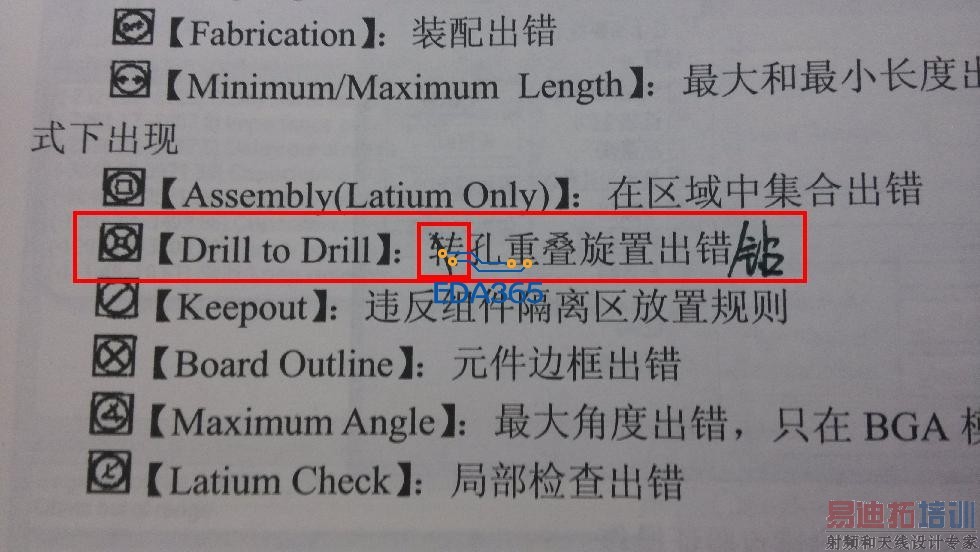 【Fabrication】：装配出错
【Minimum/Maximum Length】：最大和最小长度出
式下出现
【Assembly(Latium Only)】：在区域中集合出错
【Drill to Drill】：转孔重叠旋置出错/钻
EDA365
【Keepout】：违反组件隔离区放置规则
【Board Outline】：元件边框出错
【Maximum Angle】：最大角度出错，只在 BGA 模
【Latium Check】：局部检查出错
易迪拓培训
射频和天线设计专家